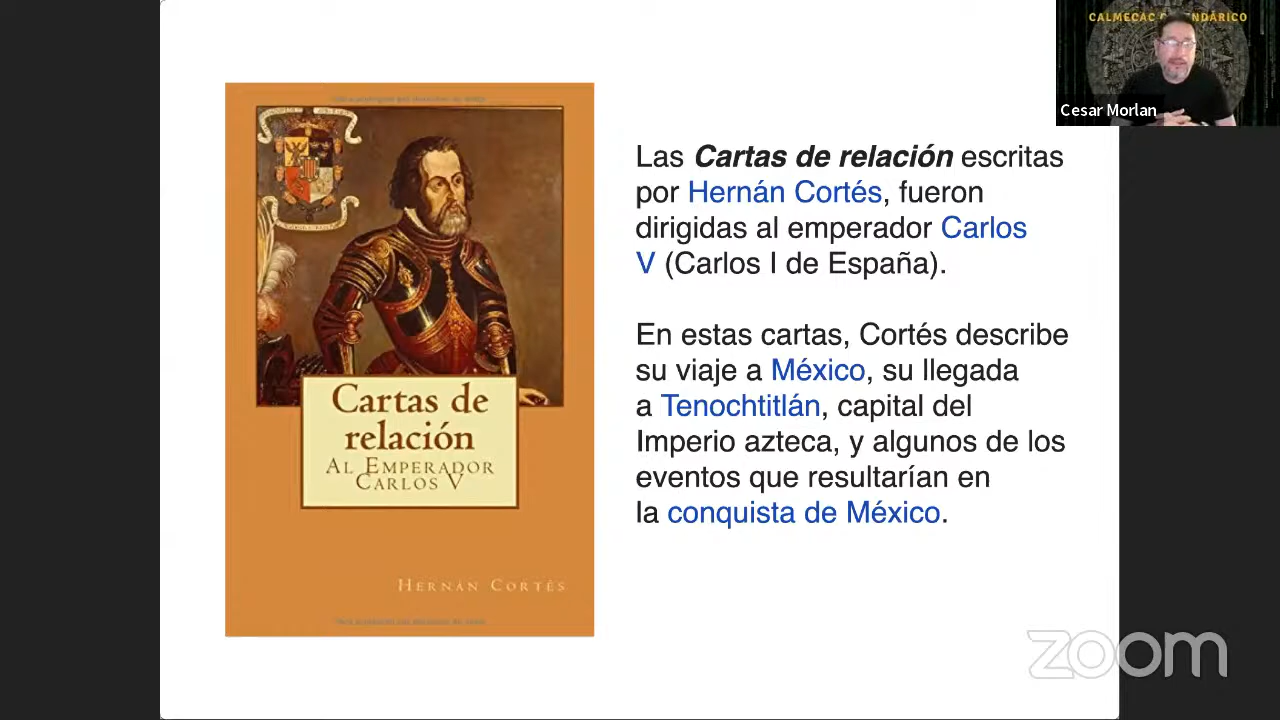 CALMECAC
Cesar Morlan
Las Cartas de relación escritas
por Hernán Cortés, fueron
dirigidas al emperador Carlos
V (Carlos I de España).
En estas cartas, Cortés describe
su viaje a México, su llegada
a Tenochtitlán, capital del
Imperio azteca, y algunos de los
eventos que resultarían en
la conquista de México.
Cartas de
relación
AL EMPERADOR
CARLOS V
HERNÁN CORTÉS
zoom